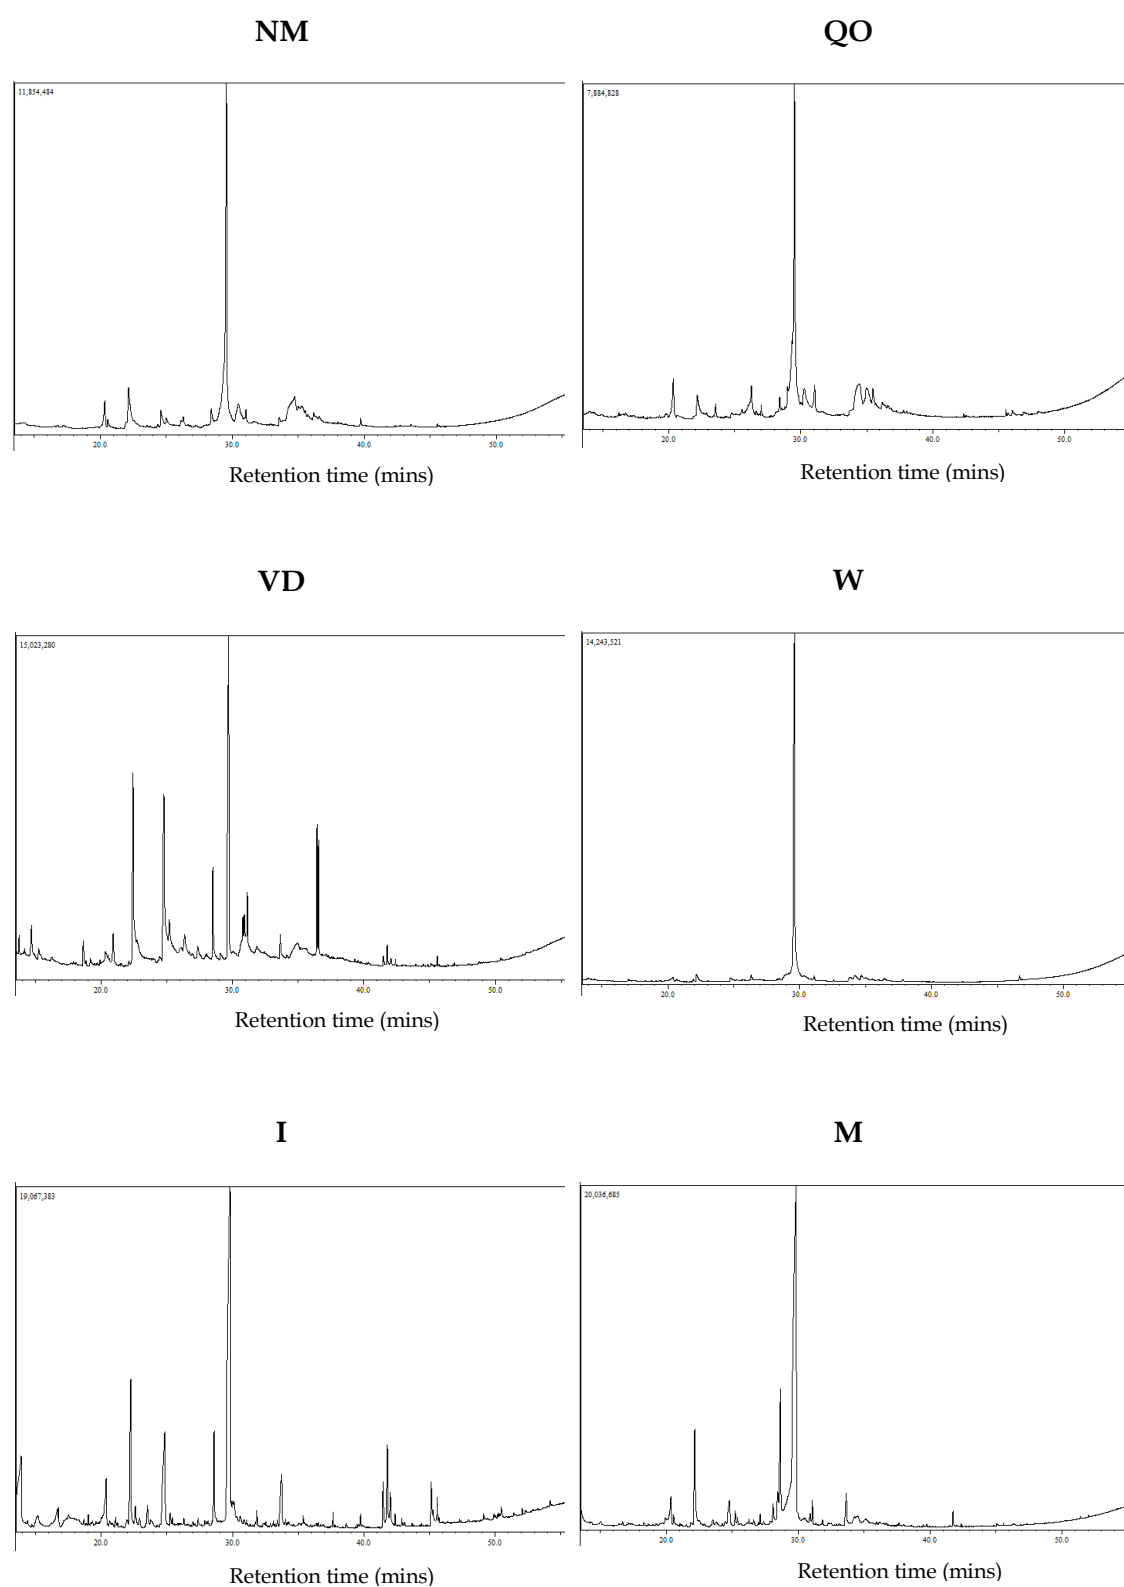 NM
QO
11,854,484
7,884,828
20.0 30.0 40.0 50.0
20.0 30.0 40.0 50.0
Retention time (mins)
Retention time (mins)
VD
W
15,023,280
14,243,521
20.0 30.0 40.0 50.0
20.0 30.0 40.0 50.0
Retention time (mins)
Retention time (mins)
I
M
19,067,383
20,036,685
20.0 30.0 40.0 50.0
20.0 30.0 40.0 50.0
Retention time (mins)
Retention time (mins)